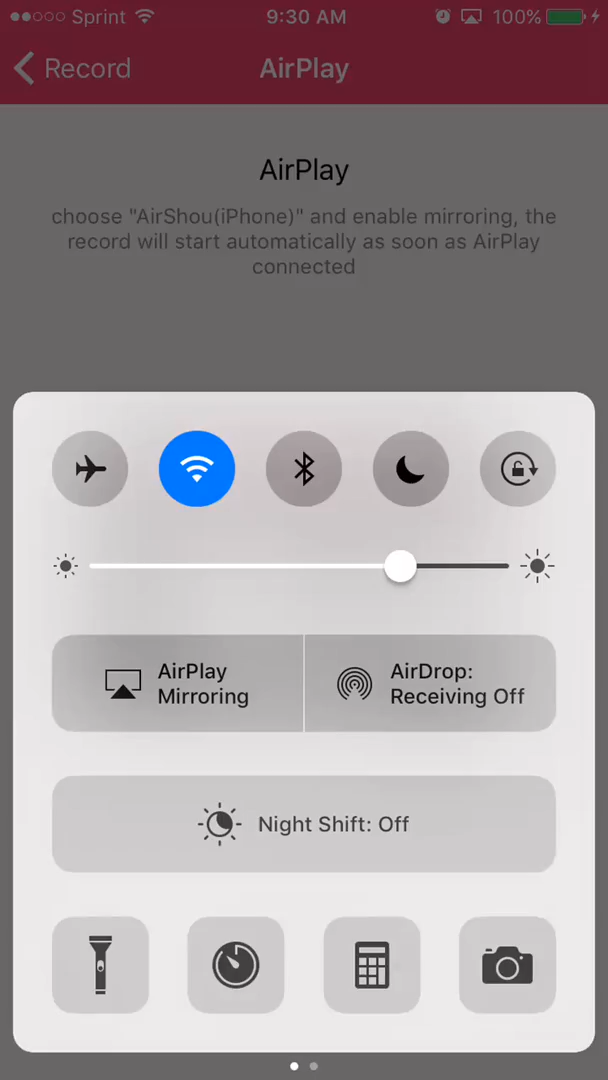 Sprint 9:30 AM 100%
Record AirPlay
AirPlay
choose "AirShou(iPhone)" and enable mirroring, the
record will start automatically as soon as AirPlay
connected
AirPlay
Mirroring
AirDrop:
Receiving Off
Night Shift: Off